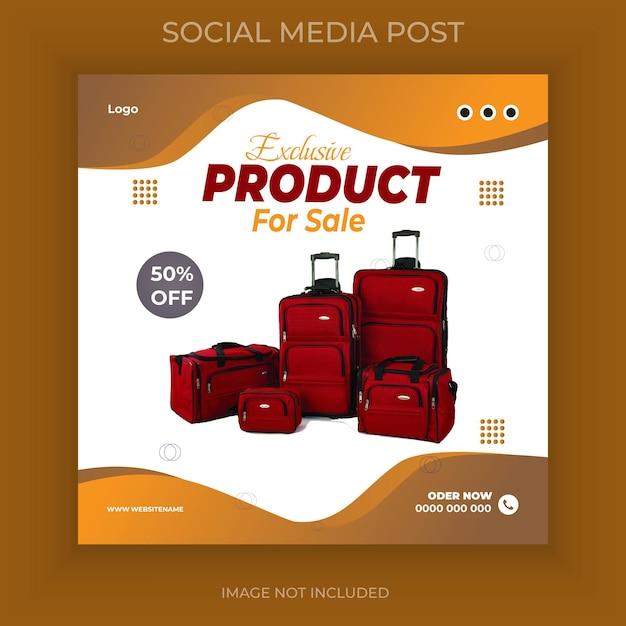 SOCIAL MEDIA POST
Logo
Exclusive
PRODUCT
For Sale
50%
OFF
WWW.WEBSITENAME
ODER NOW
0000 000 000
IMAGE NOT INCLUDED